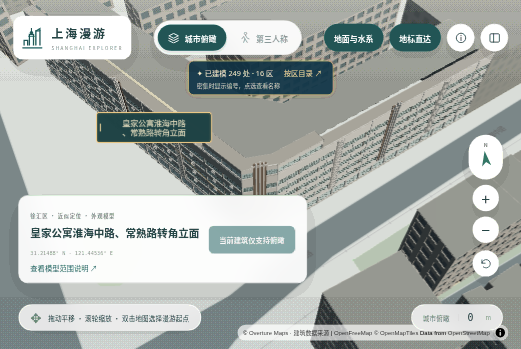 上海漫游
SHANGHAI EXPLORER
城市俯瞰
第三人称
地面与水系
地标直达
✦ 已建模 249 处 · 16 区 按区目录 ↗
密集时显示编号，点选查看名称
皇家公寓淮海中路
、常熟路转角立面
N
徐汇区 · 近似定位 · 外观模型
皇家公寓淮海中路、常熟路转角立面
当前建筑仅支持俯瞰
查看模型范围说明 ↗
拖动平移 · 滚轮缩放 · 双击地面选择漫游起点
城市俯瞰 0 m
© Overture Maps · 建筑数据来源 | OpenFreeMap © OpenMapTiles Data from OpenStreetMap